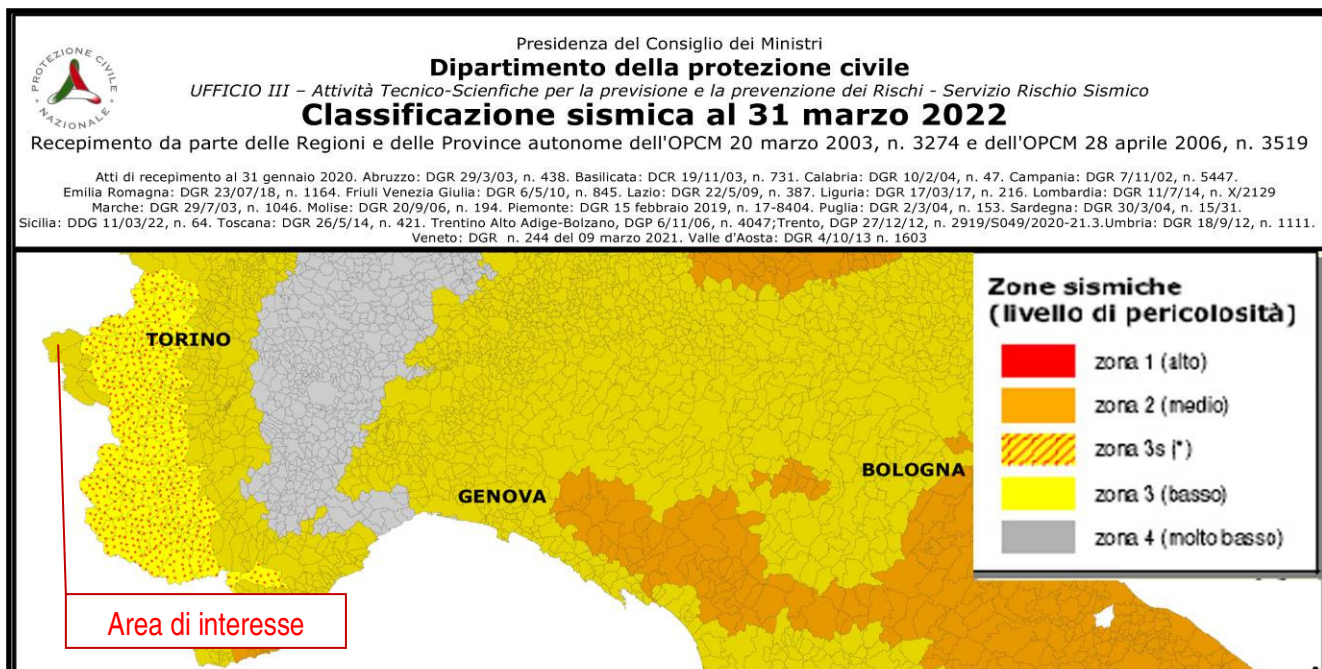 PROTEZIONE CIVILE
NAZIONALE
Presidenza del Consiglio dei Ministri
Dipartimento della protezione civile
UFFICIO III – Attività Tecnico-Scienfiche per la previsione e la prevenzione dei Rischi - Servizio Rischio Sismico
Classificazione sismica al 31 marzo 2022
Recepimento da parte delle Regioni e delle Province autonome dell'OPCM 20 marzo 2003, n. 3274 e dell'OPCM 28 aprile 2006, n. 3519
Atti di recepimento al 31 gennaio 2020. Abruzzo: DGR 29/3/03, n. 438. Basilicata: DCR 19/11/03, n. 731. Calabria: DGR 10/2/04, n. 47. Campania: DGR 7/11/02, n. 5447.
Emilia Romagna: DGR 23/07/18, n. 1164. Friuli Venezia Giulia: DGR 6/5/10, n. 845. Lazio: DGR 22/5/09, n. 387. Liguria: DGR 17/03/17, n. 216. Lombardia: DGR 11/7/14, n. X/2129
Marche: DGR 29/7/03, n. 1046. Molise: DGR 20/9/06, n. 194. Piemonte: DGR 15 febbraio 2019, n. 17-8404. Puglia: DGR 2/3/04, n. 153. Sardegna: DGR 30/3/04, n. 15/31.
Sicilia: DDG 11/03/22, n. 64. Toscana: DGR 26/5/14, n. 421. Trentino Alto Adige-Bolzano, DGP 6/11/06, n. 4047;Trento, DGP 27/12/12, n. 2919/S049/2020-21.3.Umbria: DGR 18/9/12, n. 1111.
Veneto: DGR n. 244 del 09 marzo 2021. Valle d'Aosta: DGR 4/10/13 n. 1603
Zone sismiche
(livello di pericolosità)
zona 1 (alto)
zona 2 (medio)
zona 3s (*)
zona 3 (basso)
zona 4 (molto basso)
TORINO
BOLOGNA
GENOVA
Area di interesse